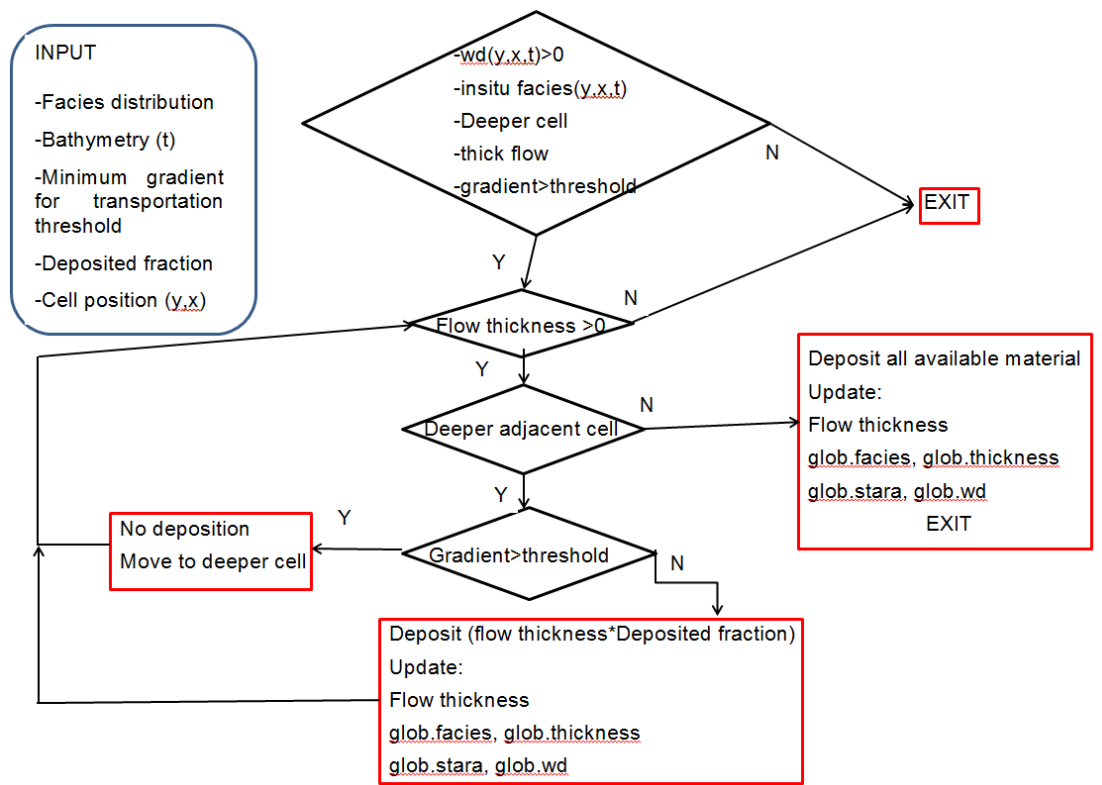 INPUT
-Facies distribution
-Bathymetry (t)
-Minimum gradient
for transportation
threshold
-Deposited fraction
-Cell position (y,x)
-wd(y,x,t)>0
-insitu facies(y,x,t)
-Deeper cell
-thick flow
-gradient>threshold
N
EXIT
Y
Flow thickness >0
N
Y
Deeper adjacent cell
N
Deposit all available material
Update:
Flow thickness
glob.facies, glob.thickness
glob.stara, glob.wd
EXIT
Y
Gradient>threshold
Y
No deposition
Move to deeper cell
N
Deposit (flow thickness*Deposited fraction)
Update:
Flow thickness
glob.facies, glob.thickness
glob.stara, glob.wd